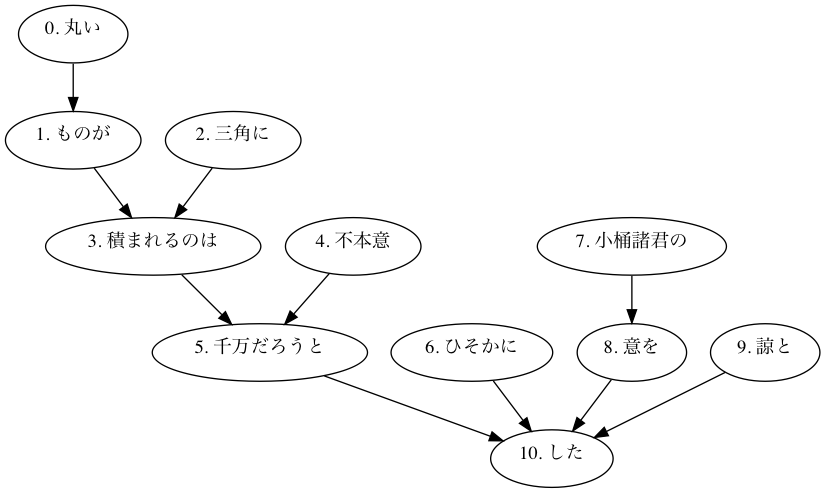 0. 丸い
1. ものが
2. 三角に
3. 積まれるのは
4. 不本意
7. 小桶諸君の
5. 千万だろうと
6. ひそかに
8. 意を
9. 諒と
10. した